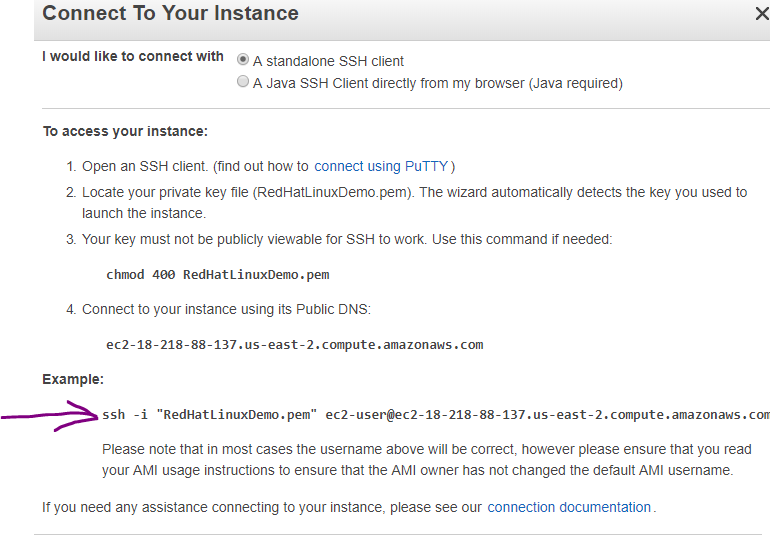 Connect To Your Instance
I would like to connect with
A standalone SSH client
A Java SSH Client directly from my browser (Java required)
To access your instance:
1. Open an SSH client. (find out how to connect using PuTTY)
2. Locate your private key file (RedHatLinuxDemo.pem). The wizard automatically detects the key you used to
launch the instance.
3. Your key must not be publicly viewable for SSH to work. Use this command if needed:
chmod 400 RedHatLinuxDemo.pem
4. Connect to your instance using its Public DNS:
ec2-18-218-88-137.us-east-2.compute.amazonaws.com
Example:
ssh -i "RedHatLinuxDemo.pem" ec2-user@ec2-18-218-88-137.us-east-2.compute.amazonaws.com
Please note that in most cases the username above will be correct, however please ensure that you read
your AMI usage instructions to ensure that the AMI owner has not changed the default AMI username.
If you need any assistance connecting to your instance, please see our connection documentation.